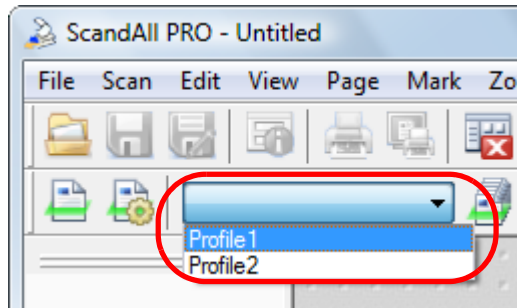 ScandAll PRO - Untitled
File Scan Edit View Page Mark Zo
Profile1
Profile2